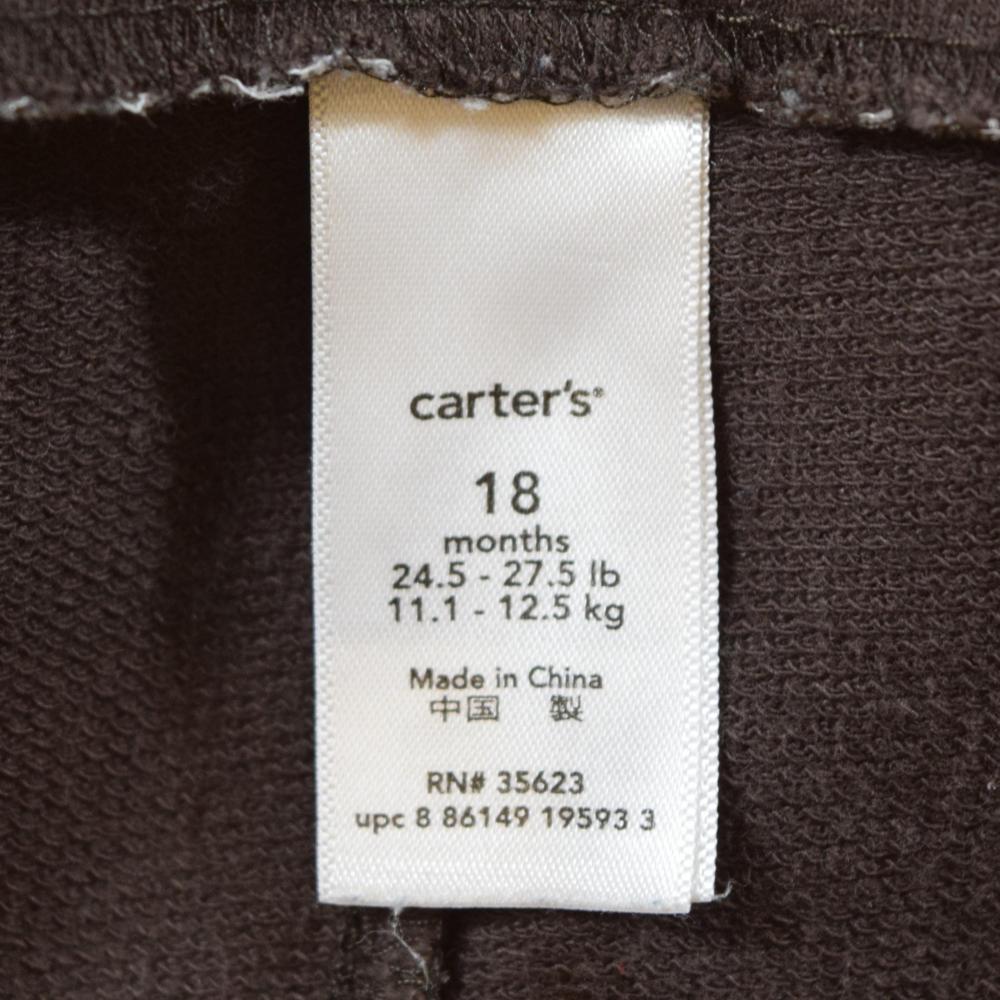 carter's®
18
months
24.5 - 27.5 lb
11.1 - 12.5 kg
Made in China
中国 製
RN# 35623
upc 8 86149 19593 3